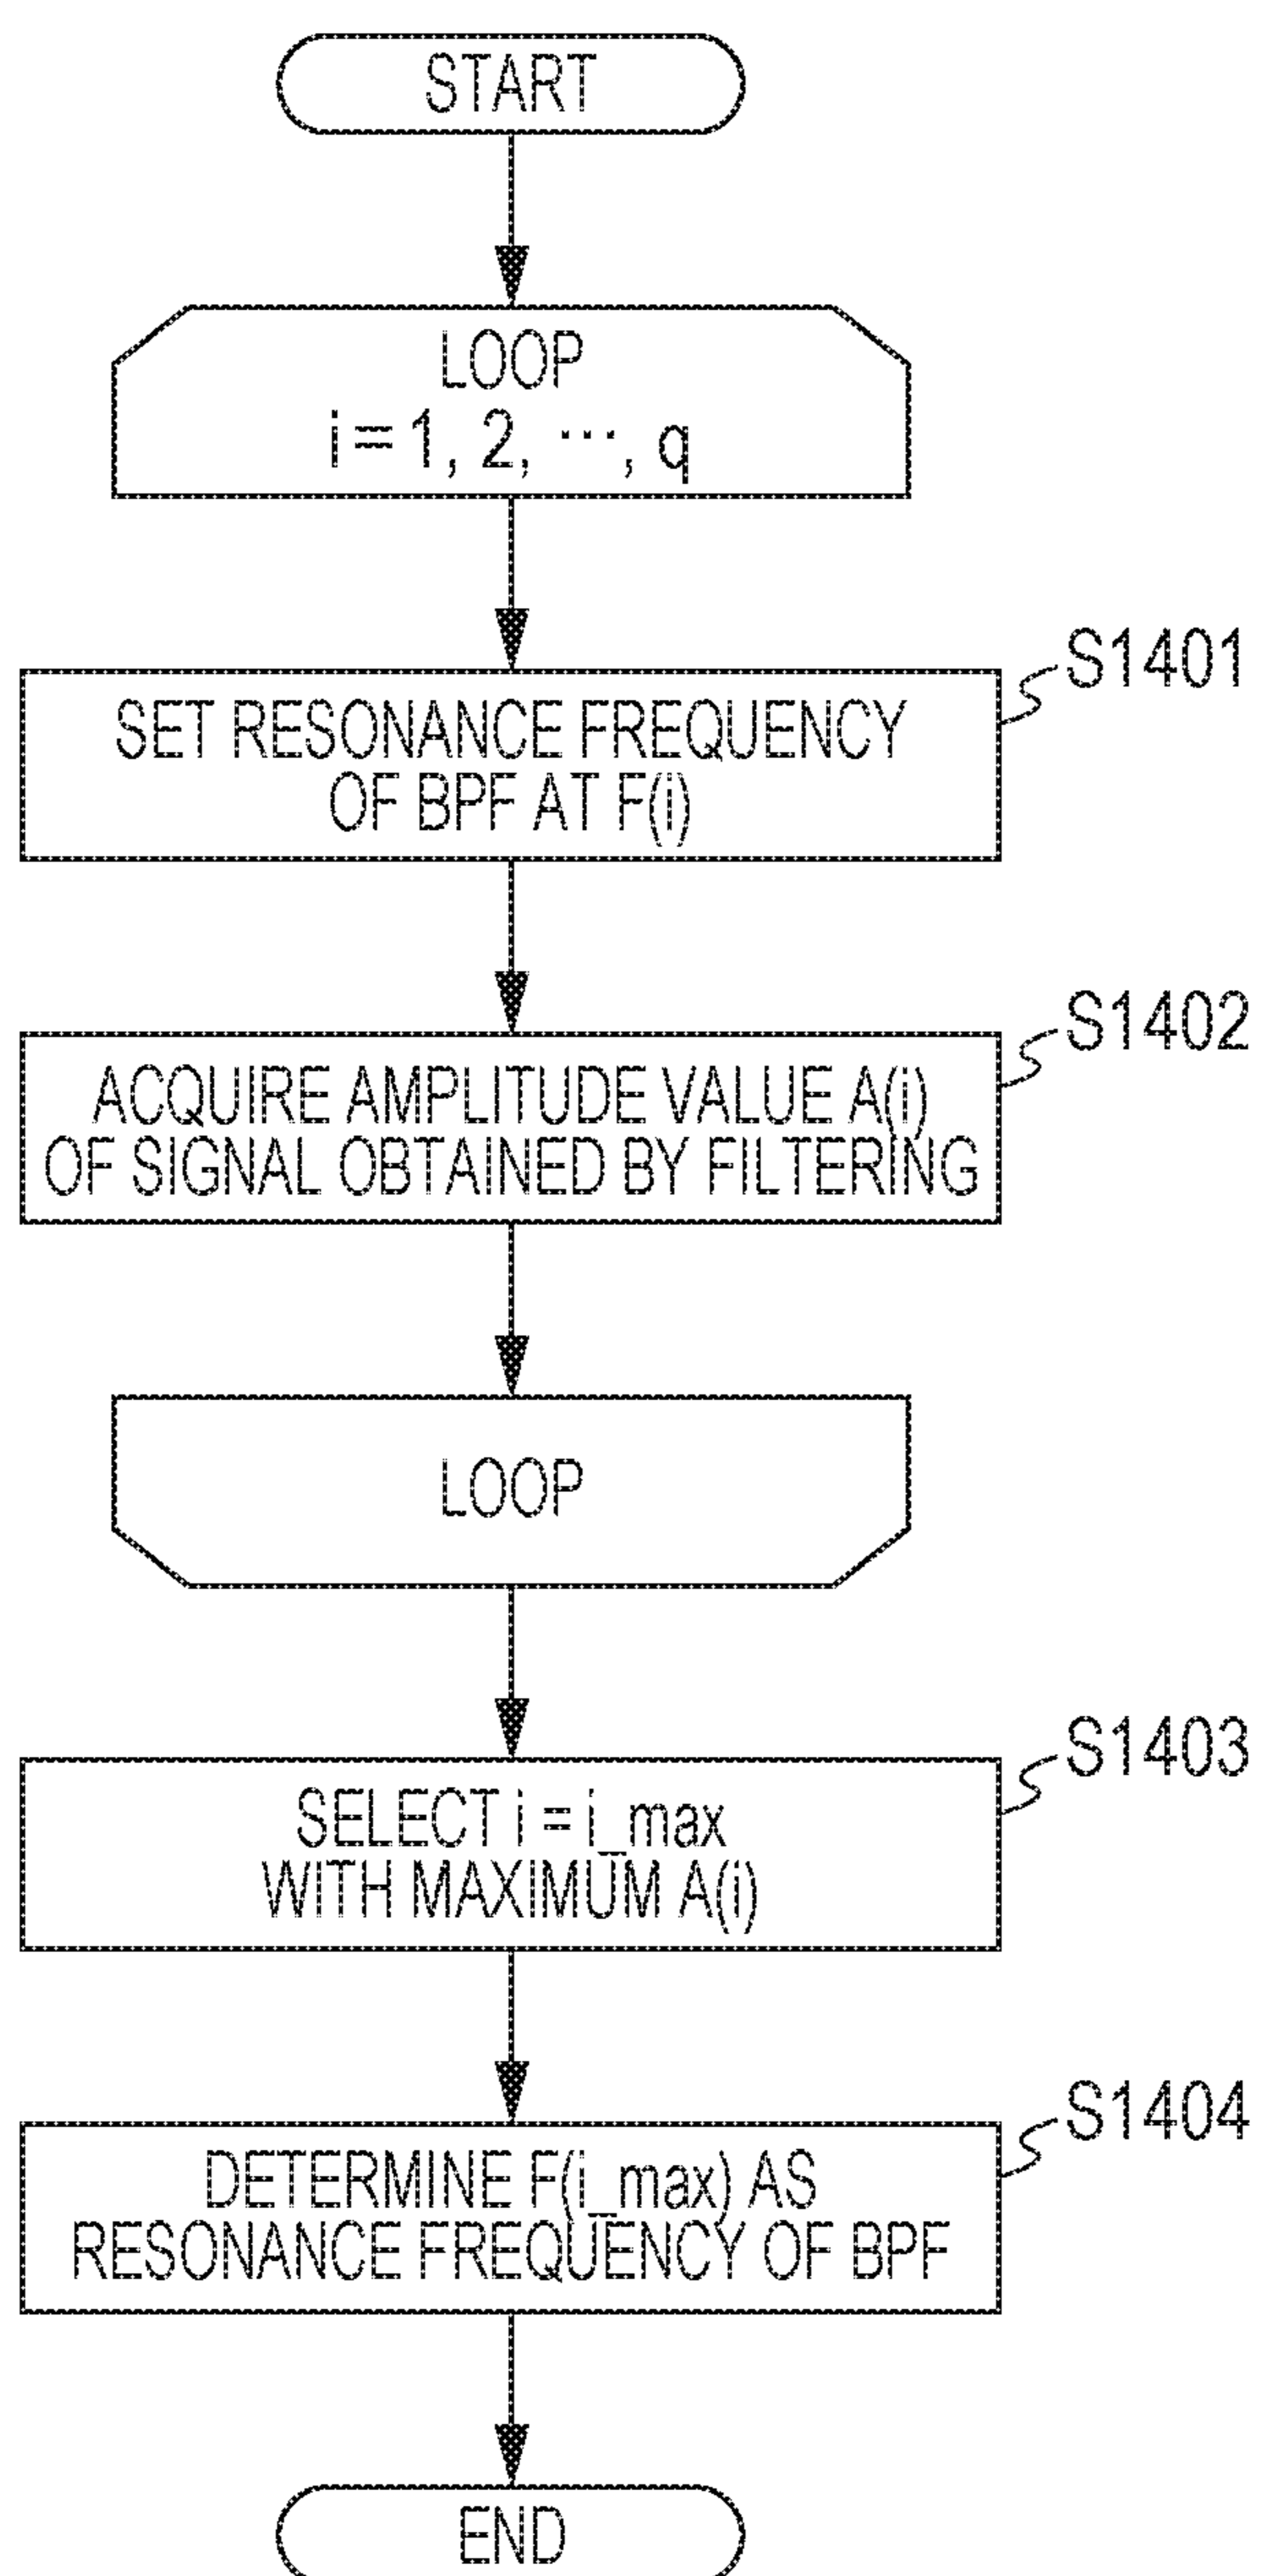 START
LOOP
i = 1, 2, ···, q
S1401
SET RESONANCE FREQUENCY
OF BPF AT F(i)
S1402
ACQUIRE AMPLITUDE VALUE A(i)
OF SIGNAL OBTAINED BY FILTERING
LOOP
S1403
SELECT i = i_max
WITH MAXIMUM A(i)
S1404
DETERMINE F(i_max) AS
RESONANCE FREQUENCY OF BPF
END